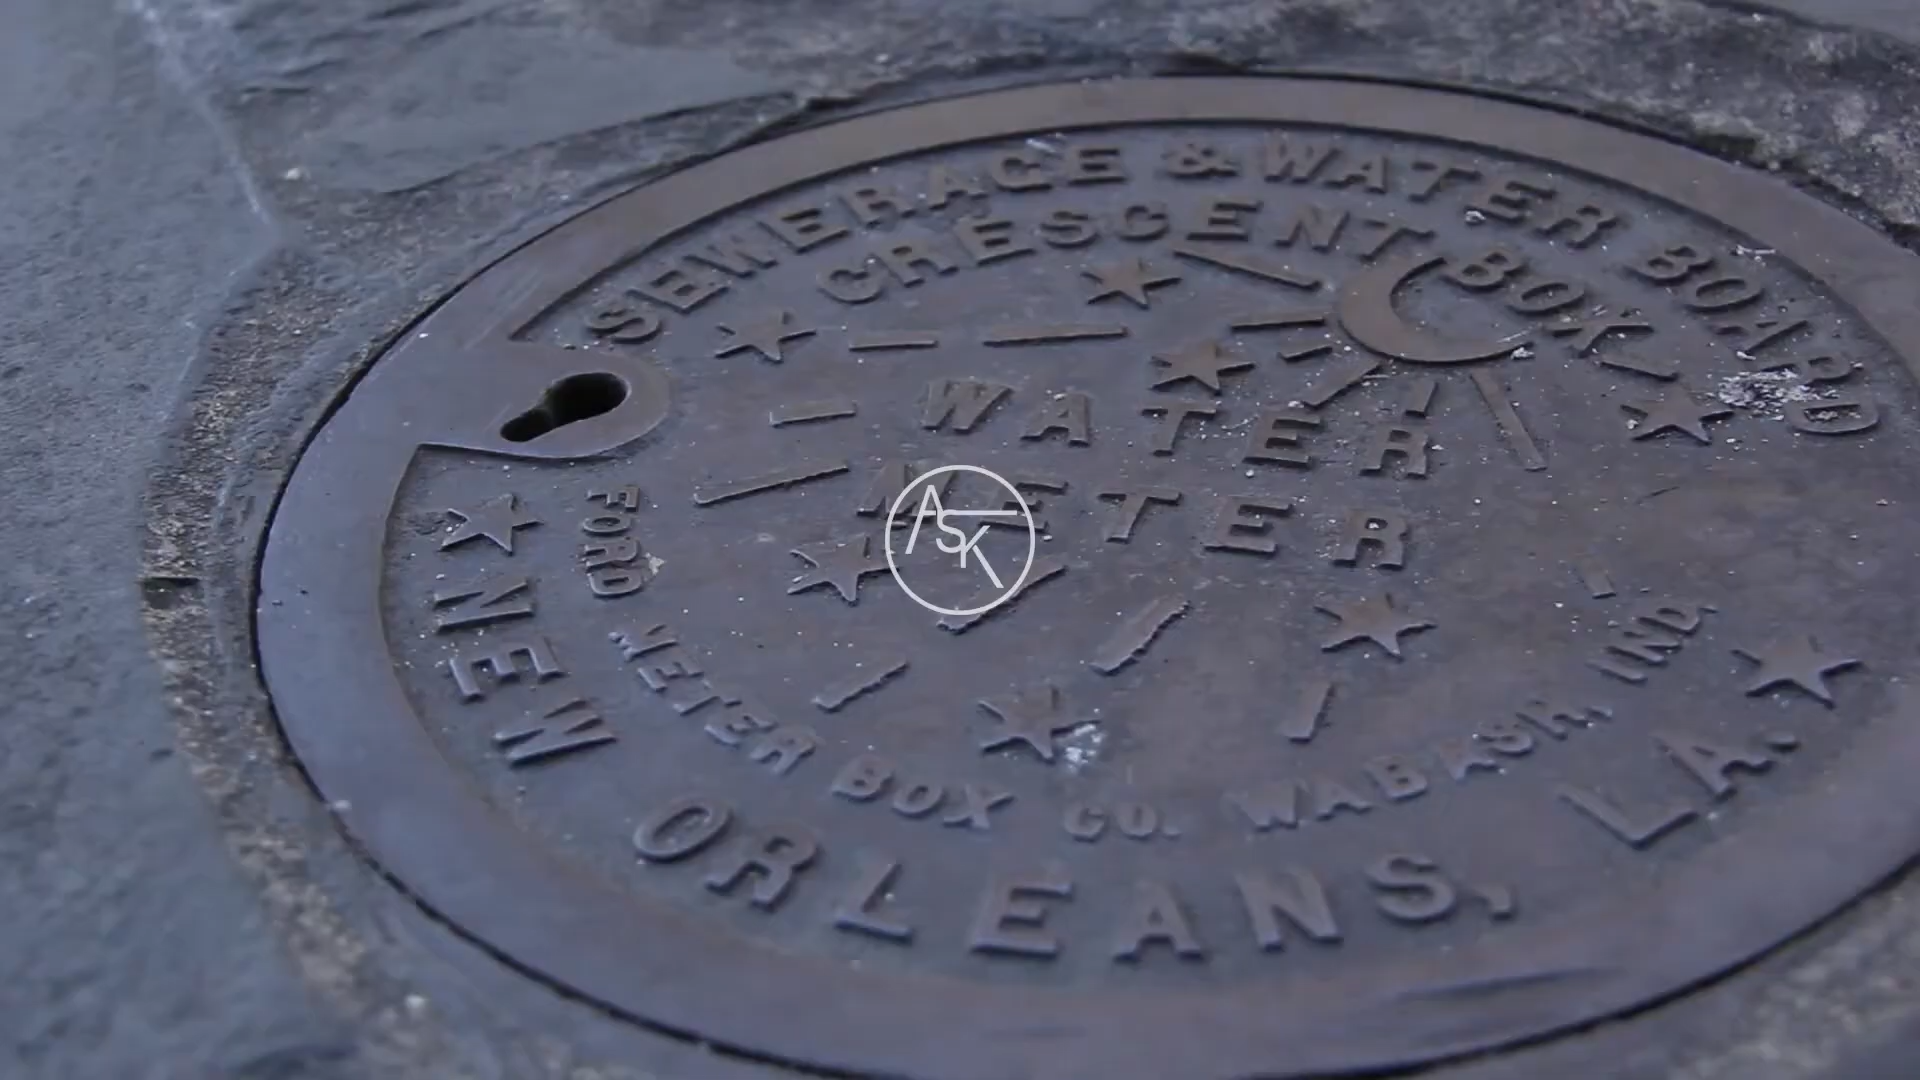 SEWERAGE & WATER BOARD
CRESCENT BOX
WATER
METER
ASK
FORD METER BOX CO. WABASH, IND.
NEW ORLEANS, LA.